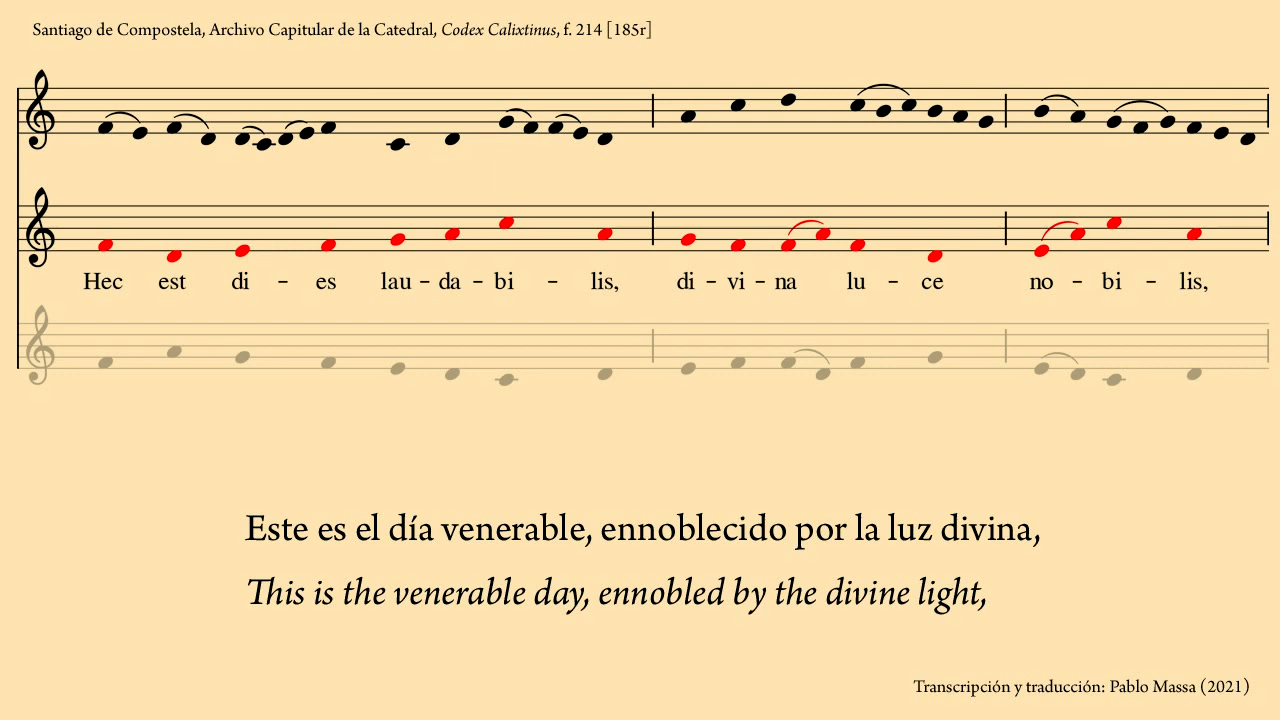 Santiago de Compostela, Archivo Capitular de la Catedral, Codex Calixtinus, f. 214 [185r]
Hec est di – es lau – da – bi – lis, di – vi – na lu – ce no – bi – lis,
Este es el día venerable, ennoblecido por la luz divina,
This is the venerable day, ennobled by the divine light,
Transcripción y traducción: Pablo Massa (2021)